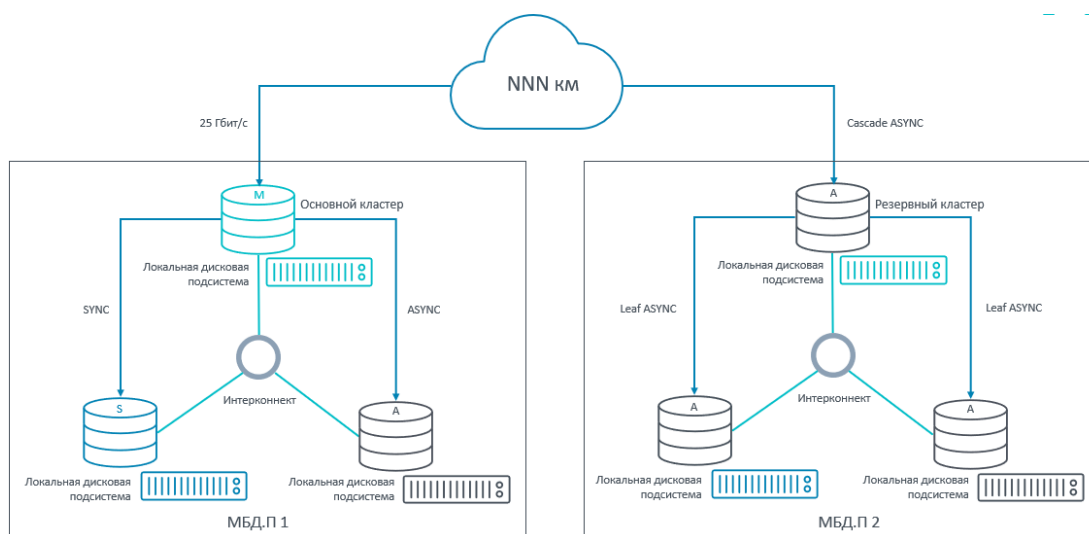 NNN км
25 Гбит/с
Cascade ASYNC
M
Основной кластер
A
Резервный кластер
Локальная дисковая
подсистема
Локальная дисковая
подсистема
SYNC
ASYNC
Leaf ASYNC
Leaf ASYNC
Интерконнект
Интерконнект
S
A
A
A
Локальная дисковая
подсистема
Локальная дисковая
подсистема
Локальная дисковая
подсистема
Локальная дисковая
подсистема
МБД.П 1
МБД.П 2